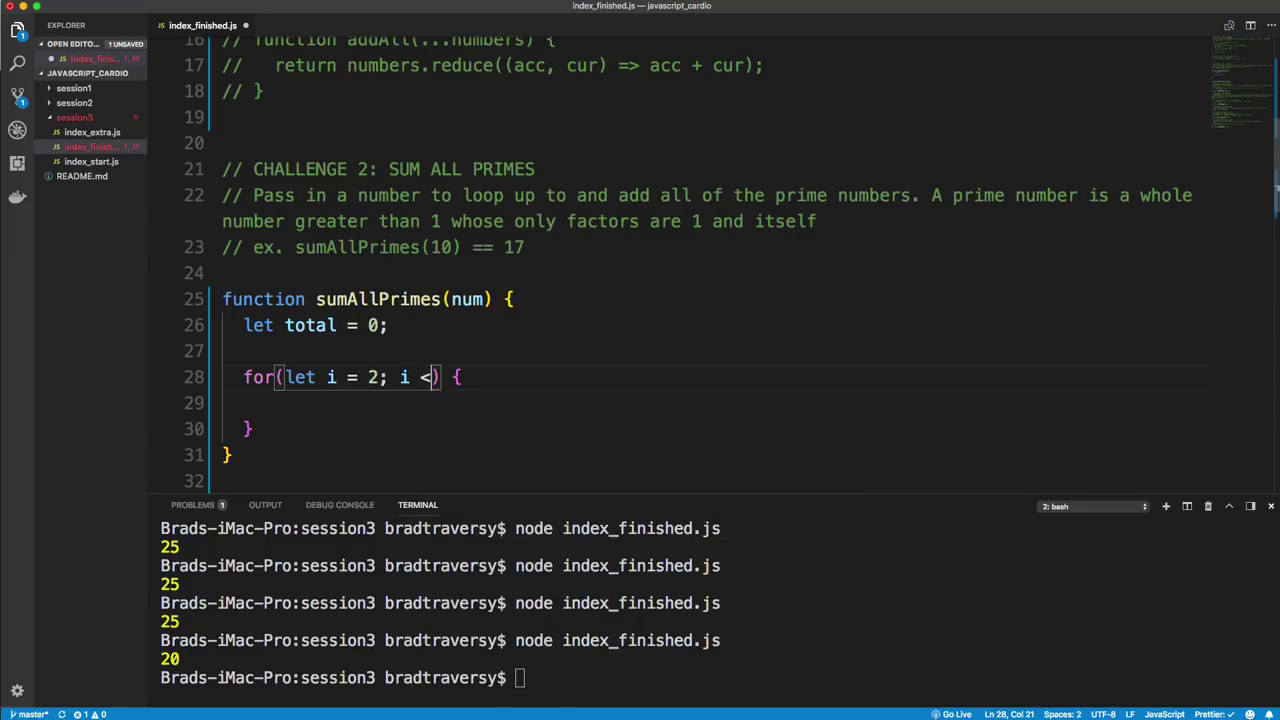 index_finished.js — javascript_cardio
EXPLORER
index_finished.js
OPEN EDITO... 1 UNSAVED
index_finis... 1, M
JAVASCRIPT_CARDIO
session1
session2
session3
JS index_extra.js
JS index_finish... 1, M
JS index_start.js
README.md
16 // function addAll(...numbers) {
17 //   return numbers.reduce((acc, cur) => acc + cur);
18 // }
19
20
21 // CHALLENGE 2: SUM ALL PRIMES
22 // Pass in a number to loop up to and add all of the prime numbers. A prime number is a whole
number greater than 1 whose only factors are 1 and itself
23 // ex. sumAllPrimes(10) == 17
24
25 function sumAllPrimes(num) {
26   let total = 0;
27
28   for(let i = 2; i <) {
29
30   }
31 }
32
PROBLEMS 1 OUTPUT DEBUG CONSOLE TERMINAL 2: bash
Brads-iMac-Pro:session3 bradtraversy$ node index_finished.js
25
Brads-iMac-Pro:session3 bradtraversy$ node index_finished.js
25
Brads-iMac-Pro:session3 bradtraversy$ node index_finished.js
25
Brads-iMac-Pro:session3 bradtraversy$ node index_finished.js
20
Brads-iMac-Pro:session3 bradtraversy$
master* 1 0 Go Live Ln 28, Col 21 Spaces: 2 UTF-8 LF JavaScript Prettier: ✓